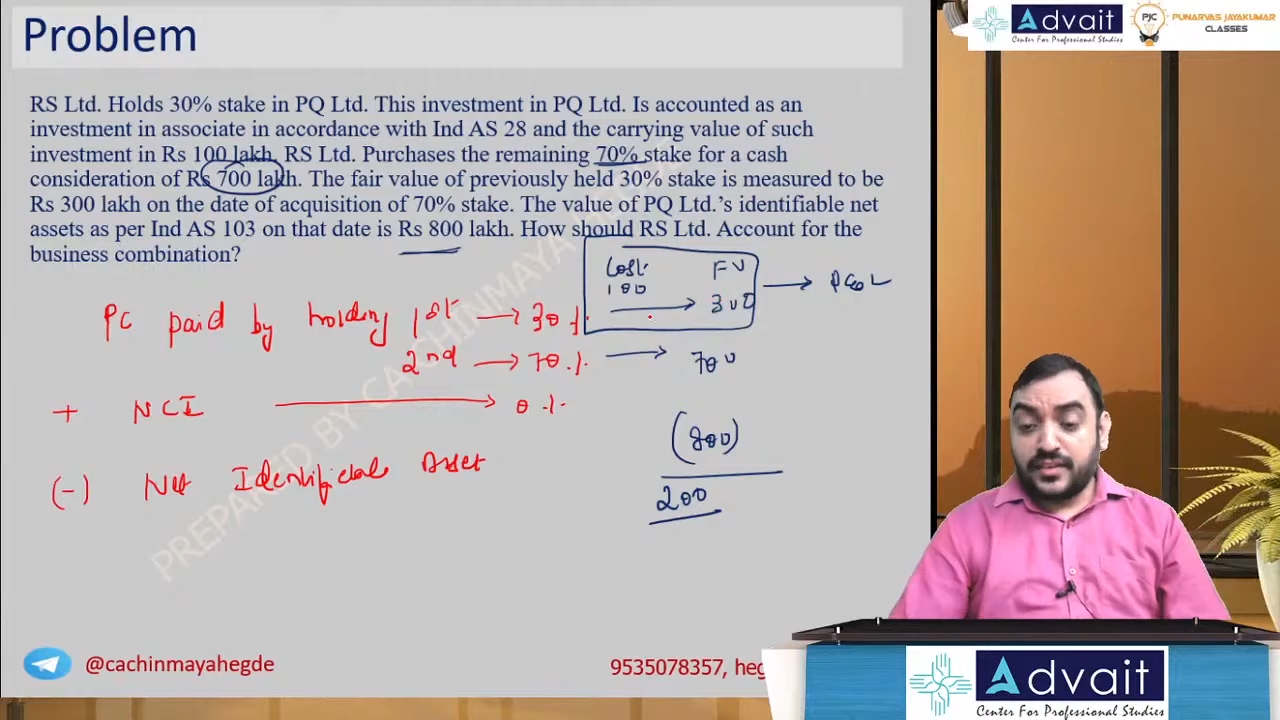 Problem
Advait
Center For Professional Studies
PJC
PUNARVAS JAYAKUMAR
CLASSES
RS Ltd. Holds 30% stake in PQ Ltd. This investment in PQ Ltd. Is accounted as an
investment in associate in accordance with Ind AS 28 and the carrying value of such
investment in Rs 100 lakh. RS Ltd. Purchases the remaining 70% stake for a cash
consideration of Rs 700 lakh. The fair value of previously held 30% stake is measured to be
Rs 300 lakh on the date of acquisition of 70% stake. The value of PQ Ltd.'s identifiable net
assets as per Ind AS 103 on that date is Rs 800 lakh. How should RS Ltd. Account for the
business combination?
Cost FV
100 → 300 → P&L
PC paid by holding 1st → 30 %
2nd → 70 % → 700
+ NCI → 0 %
(-) Net Identificale Asset (800)
200
PREPARED BY CA CHINMAYA HEGDE
@cachinmayahegde
9535078357, heg
Advait
Center For Professional Studies